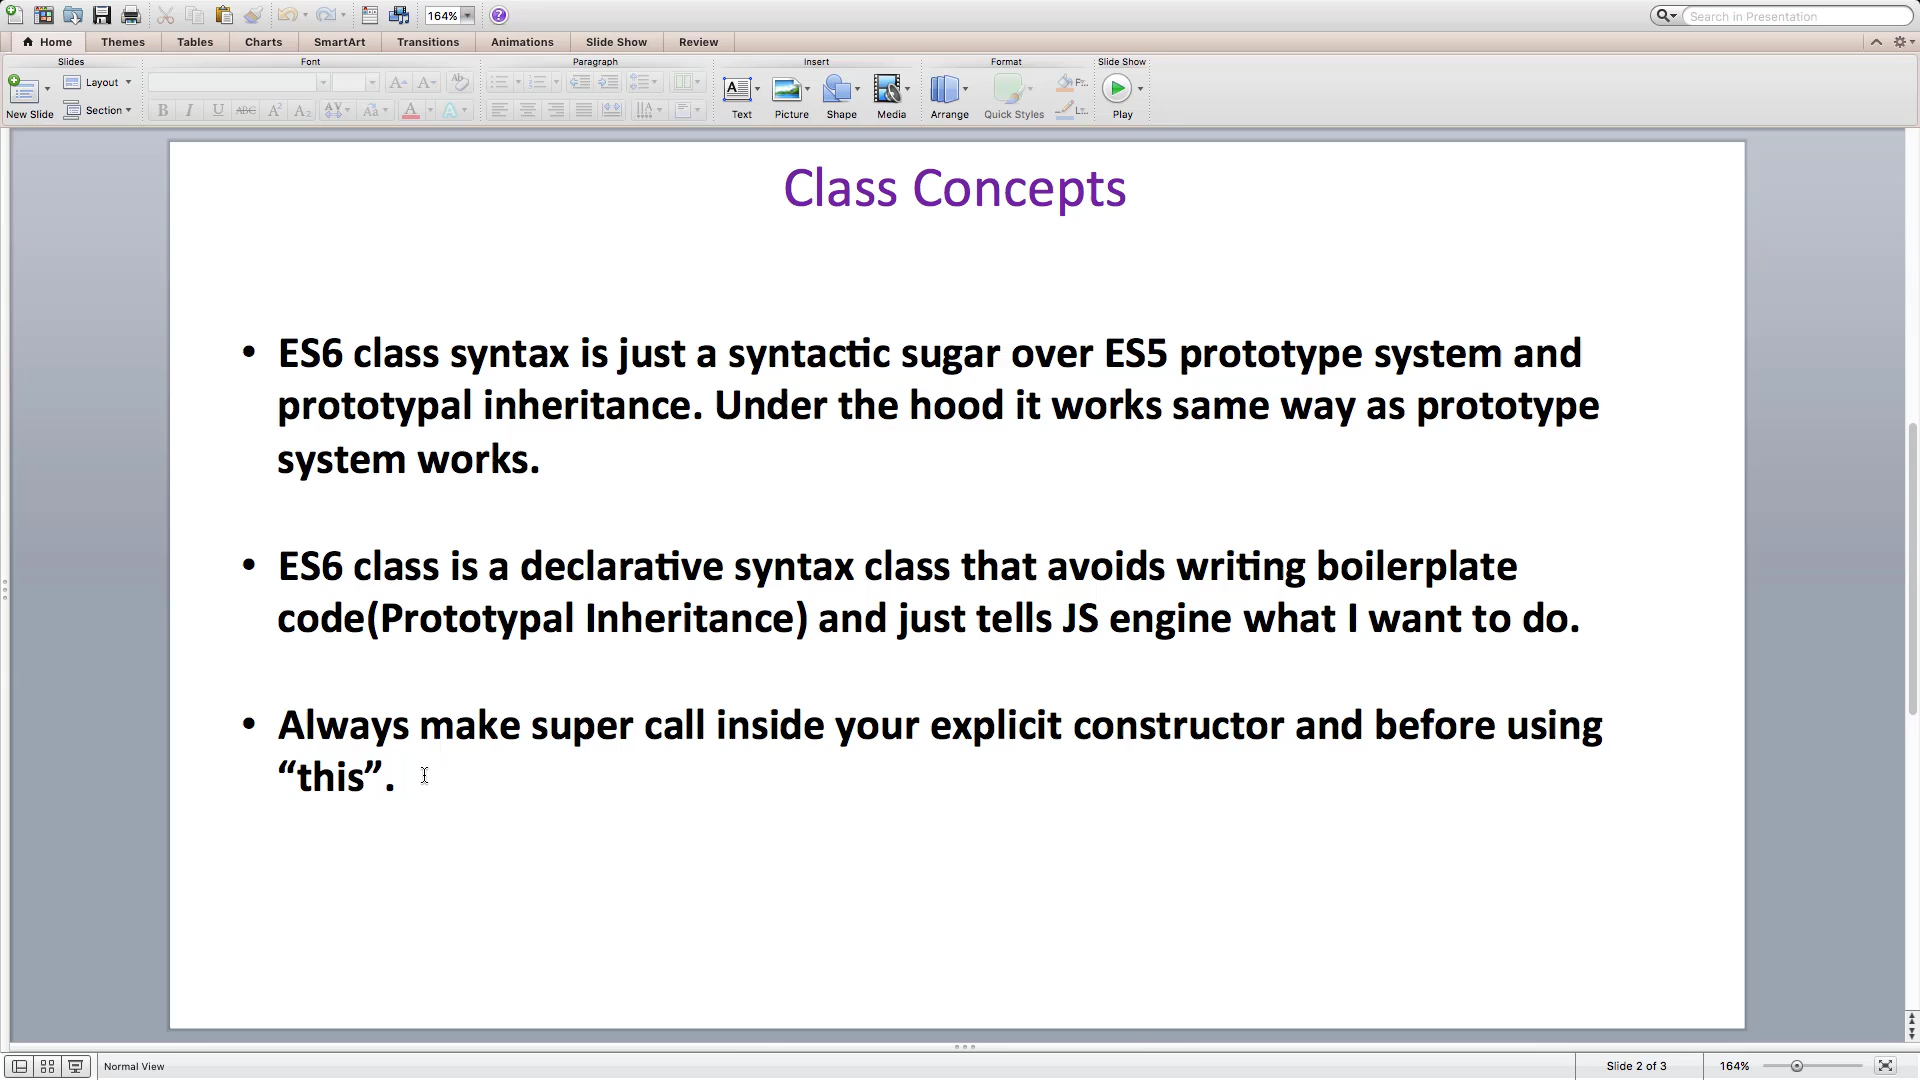 164%
Search in Presentation
Home Themes Tables Charts SmartArt Transitions Animations Slide Show Review
Slides Font Paragraph Insert Format Slide Show
New Slide Layout Section
B I U ABC A² A₂ Aa A A
Text Picture Shape Media Arrange Quick Styles Play
Class Concepts
• ES6 class syntax is just a syntactic sugar over ES5 prototype system and
prototypal inheritance. Under the hood it works same way as prototype
system works.
• ES6 class is a declarative syntax class that avoids writing boilerplate
code(Prototypal Inheritance) and just tells JS engine what I want to do.
• Always make super call inside your explicit constructor and before using
“this”.
Normal View Slide 2 of 3 164%